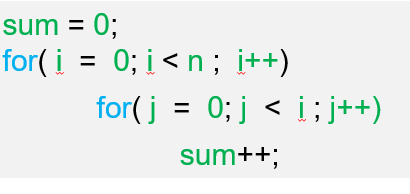 sum = 0;
for( i = 0; i < n ; i++)
for( j = 0; j < i ; j++)
sum++;